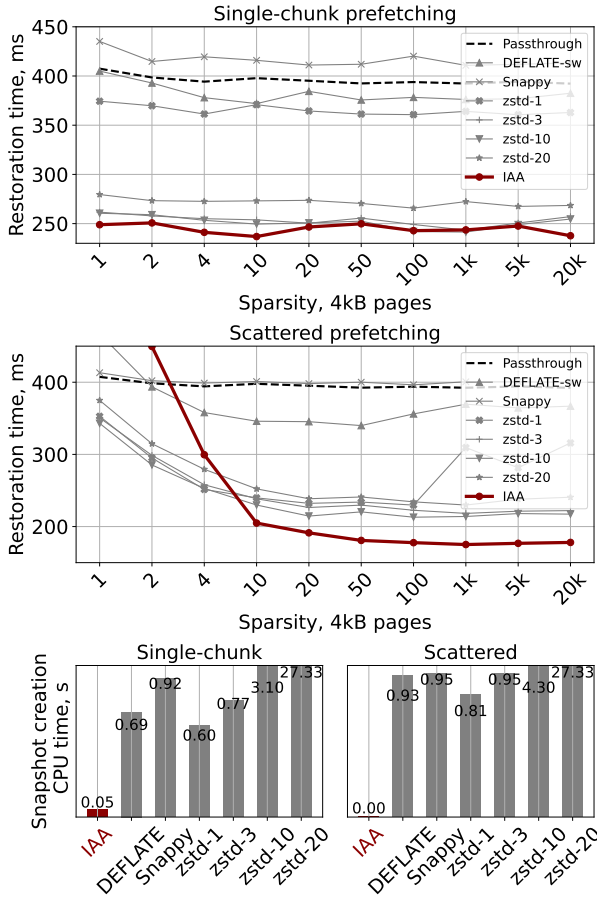 Single-chunk prefetching
Restoration time, ms
450
400
350
300
250
Passthrough
DEFLATE-sw
Snappy
zstd-1
zstd-3
zstd-10
zstd-20
IAA
1 2 4 10 20 50 100 1k 5k 20k
Sparsity, 4kB pages
Scattered prefetching
Restoration time, ms
400
300
200
Passthrough
DEFLATE-sw
Snappy
zstd-1
zstd-3
zstd-10
zstd-20
IAA
1 2 4 10 20 50 100 1k 5k 20k
Sparsity, 4kB pages
Single-chunk
Snapshot creation
CPU time, s
0.05 0.69 0.92 0.60 0.77 3.10 27.33
IAA DEFLATE Snappy zstd-1 zstd-3 zstd-10 zstd-20
Scattered
0.00 0.93 0.95 0.81 0.95 4.30 27.33
IAA DEFLATE Snappy zstd-1 zstd-3 zstd-10 zstd-20